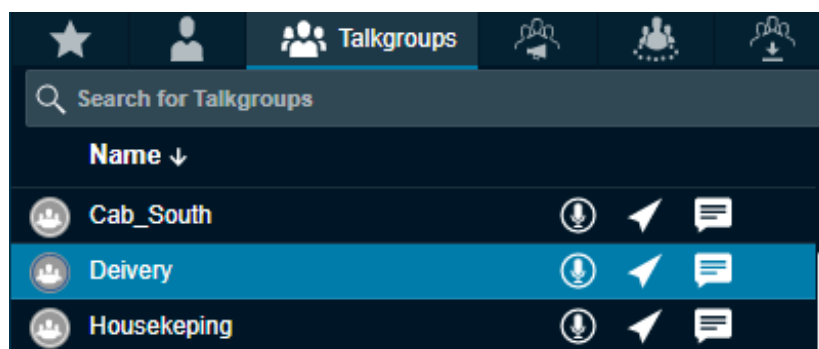 Talkgroups
Search for Talkgroups
Name ↓
Cab_South
Deivery
Housekeping